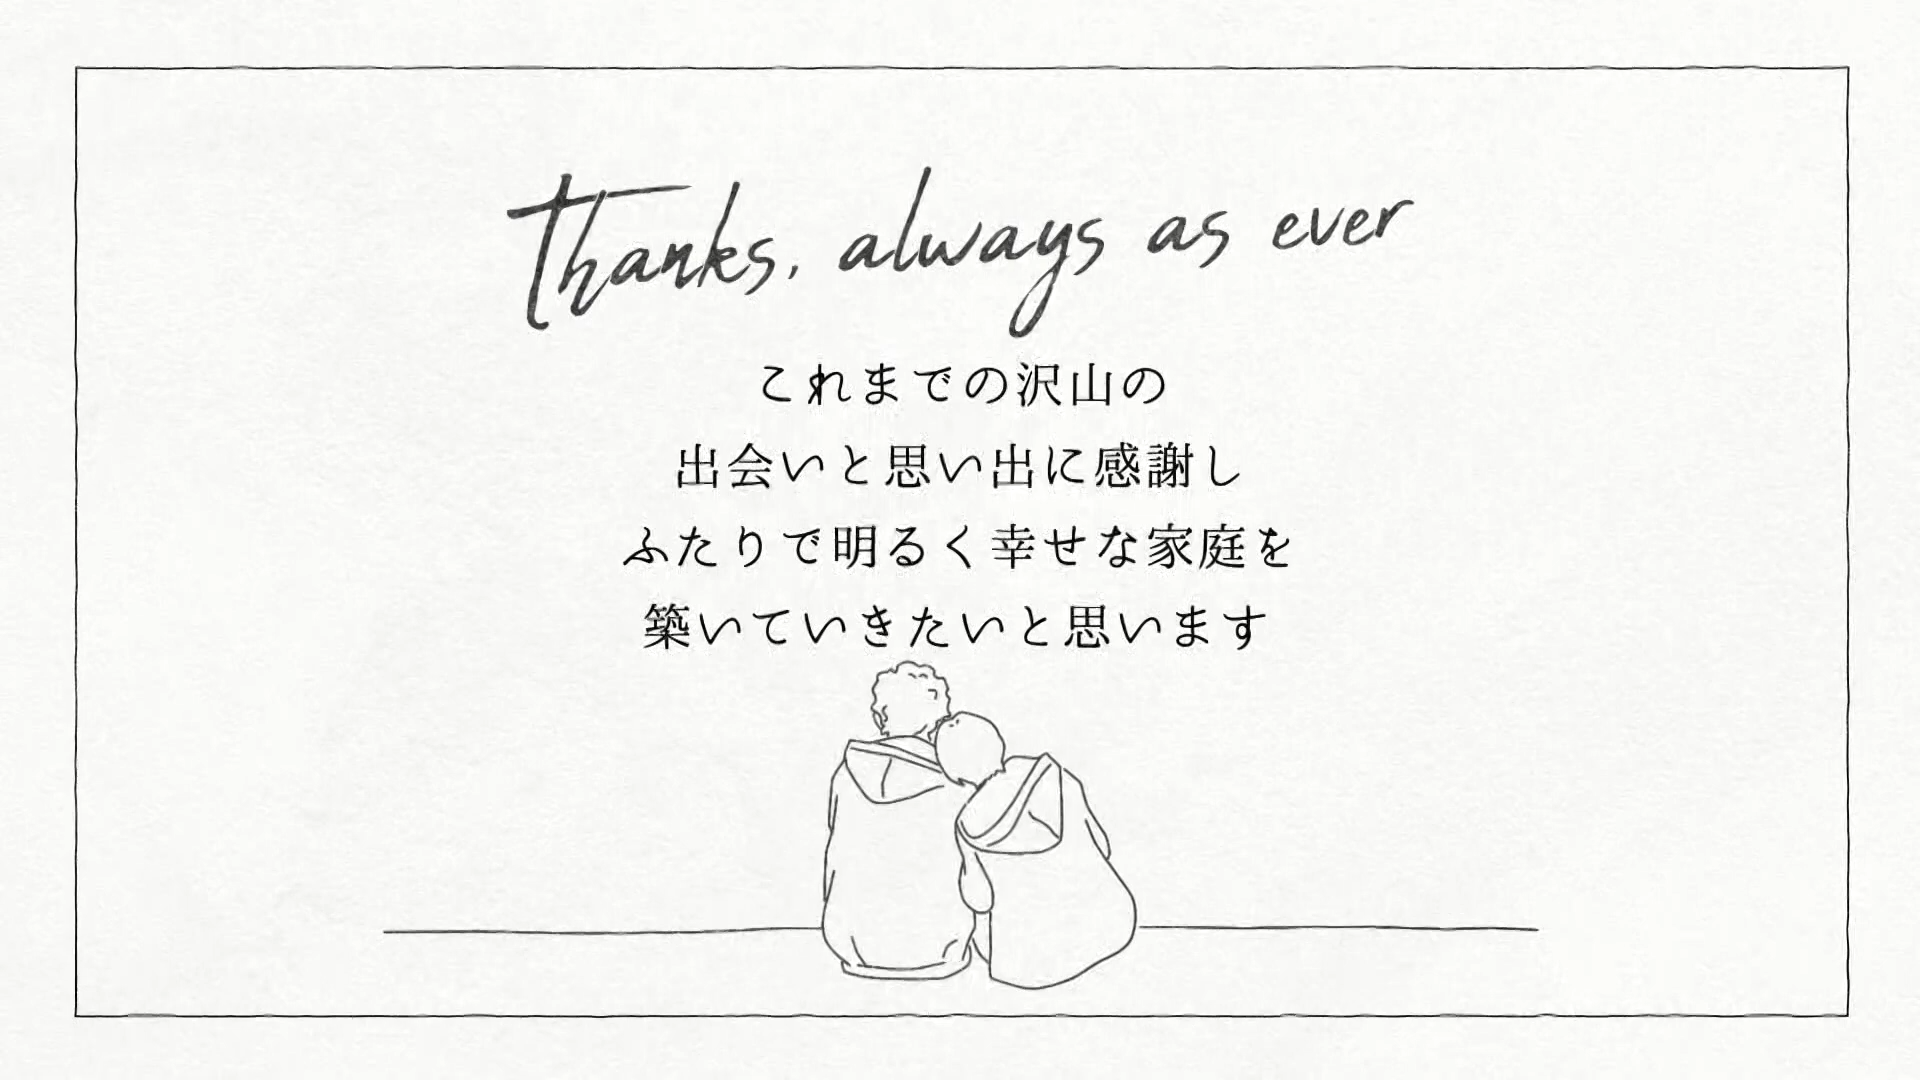 Thanks, always as ever
これまでの沢山の
出会いと思い出に感謝し
ふたりで明るく幸せな家庭を
築いていきたいと思います